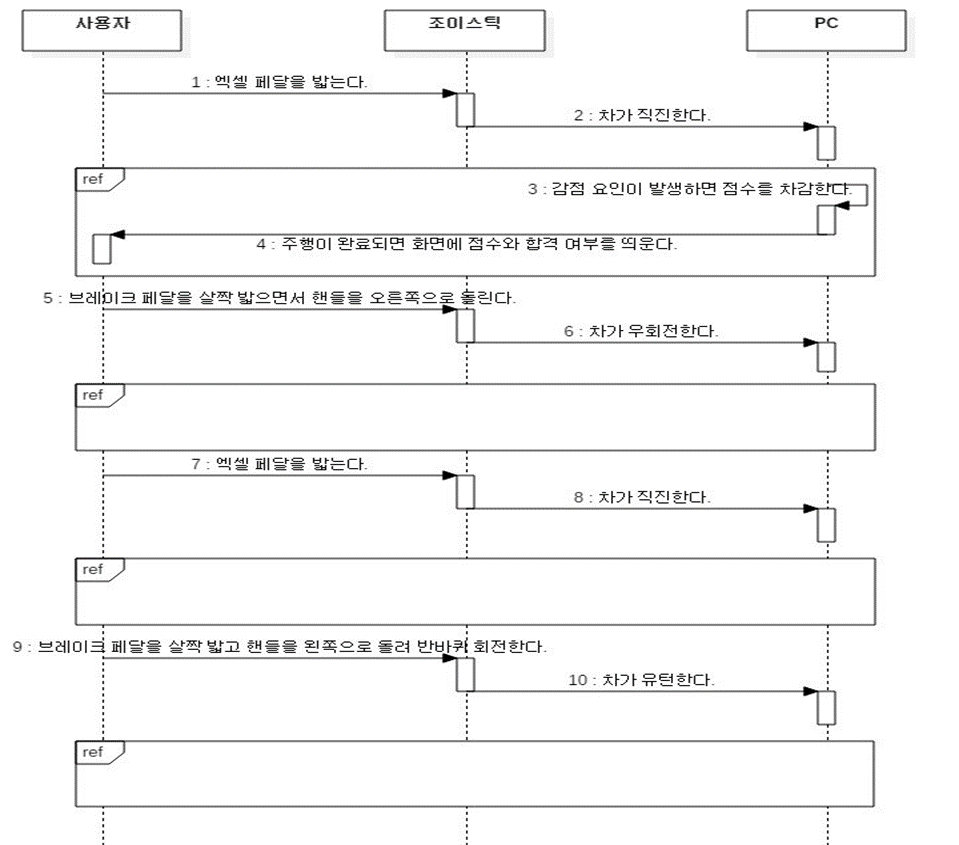 사용자
조이스틱
PC
1 : 엑셀 페달을 밟는다.
2 : 차가 직진한다.
ref
3 : 감점 요인이 발생하면 점수를 차감한다.
4 : 주행이 완료되면 화면에 점수와 합격 여부를 띄운다.
5 : 브레이크 페달을 살짝 밟으면서 핸들을 오른쪽으로 돌린다.
6 : 차가 우회전한다.
ref
7 : 엑셀 페달을 밟는다.
8 : 차가 직진한다.
ref
9 : 브레이크 페달을 살짝 밟고 핸들을 왼쪽으로 돌려 반바퀴 회전한다.
10 : 차가 유턴한다.
ref